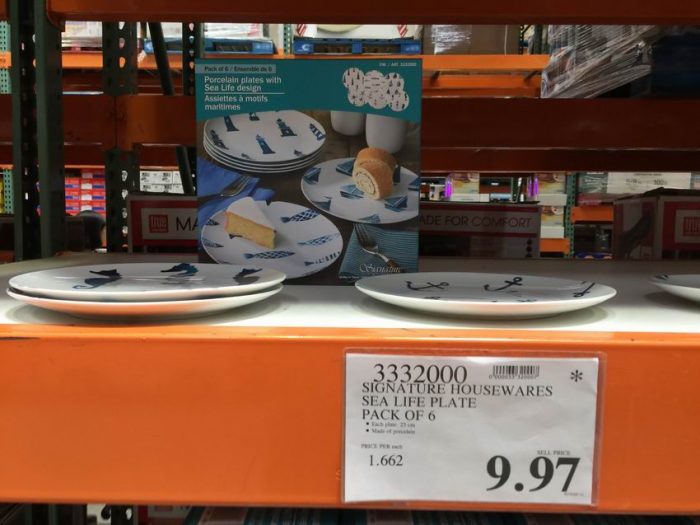 Pack of 6 / Ensemble de 6
Porcelain plates with
Sea Life design
Assiettes à motifs
maritimes
Signature
MA
ADE FOR COMFORT
3332000
*
SIGNATURE HOUSEWARES
SEA LIFE PLATE
PACK OF 6
• Each plate: 23 cm
• Made of porcelain
PRICE PER each
SELL PRICE
1.662
9.97